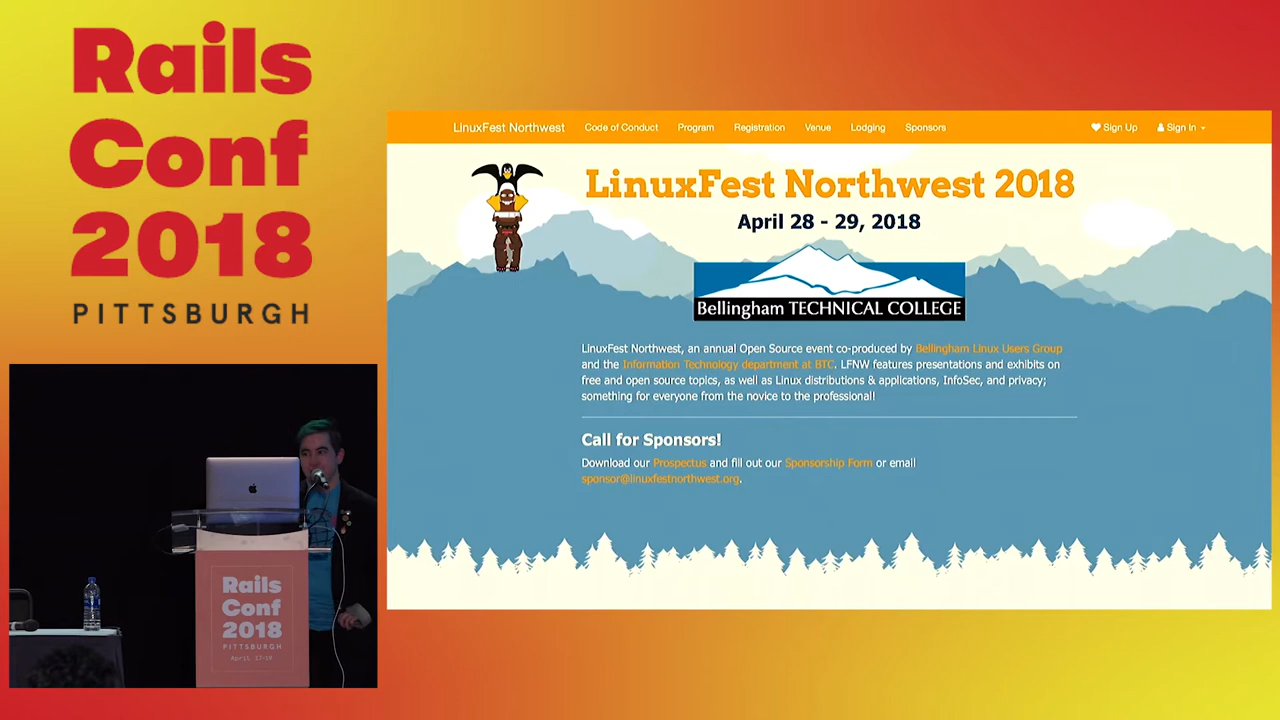 Rails
Conf
2018
PITTSBURGH
LinuxFest Northwest Code of Conduct Program Registration Venue Lodging Sponsors Sign Up Sign In
LinuxFest Northwest 2018
April 28 - 29, 2018
Bellingham TECHNICAL COLLEGE
LinuxFest Northwest, an annual Open Source event co-produced by Bellingham Linux Users Group
and the Information Technology department at BTC. LFNW features presentations and exhibits on
free and open source topics, as well as Linux distributions & applications, InfoSec, and privacy;
something for everyone from the novice to the professional!
Call for Sponsors!
Download our Prospectus and fill out our Sponsorship Form or email
sponsor@linuxfestnorthwest.org.
Rails
Conf
2018
PITTSBURGH
April 17-19